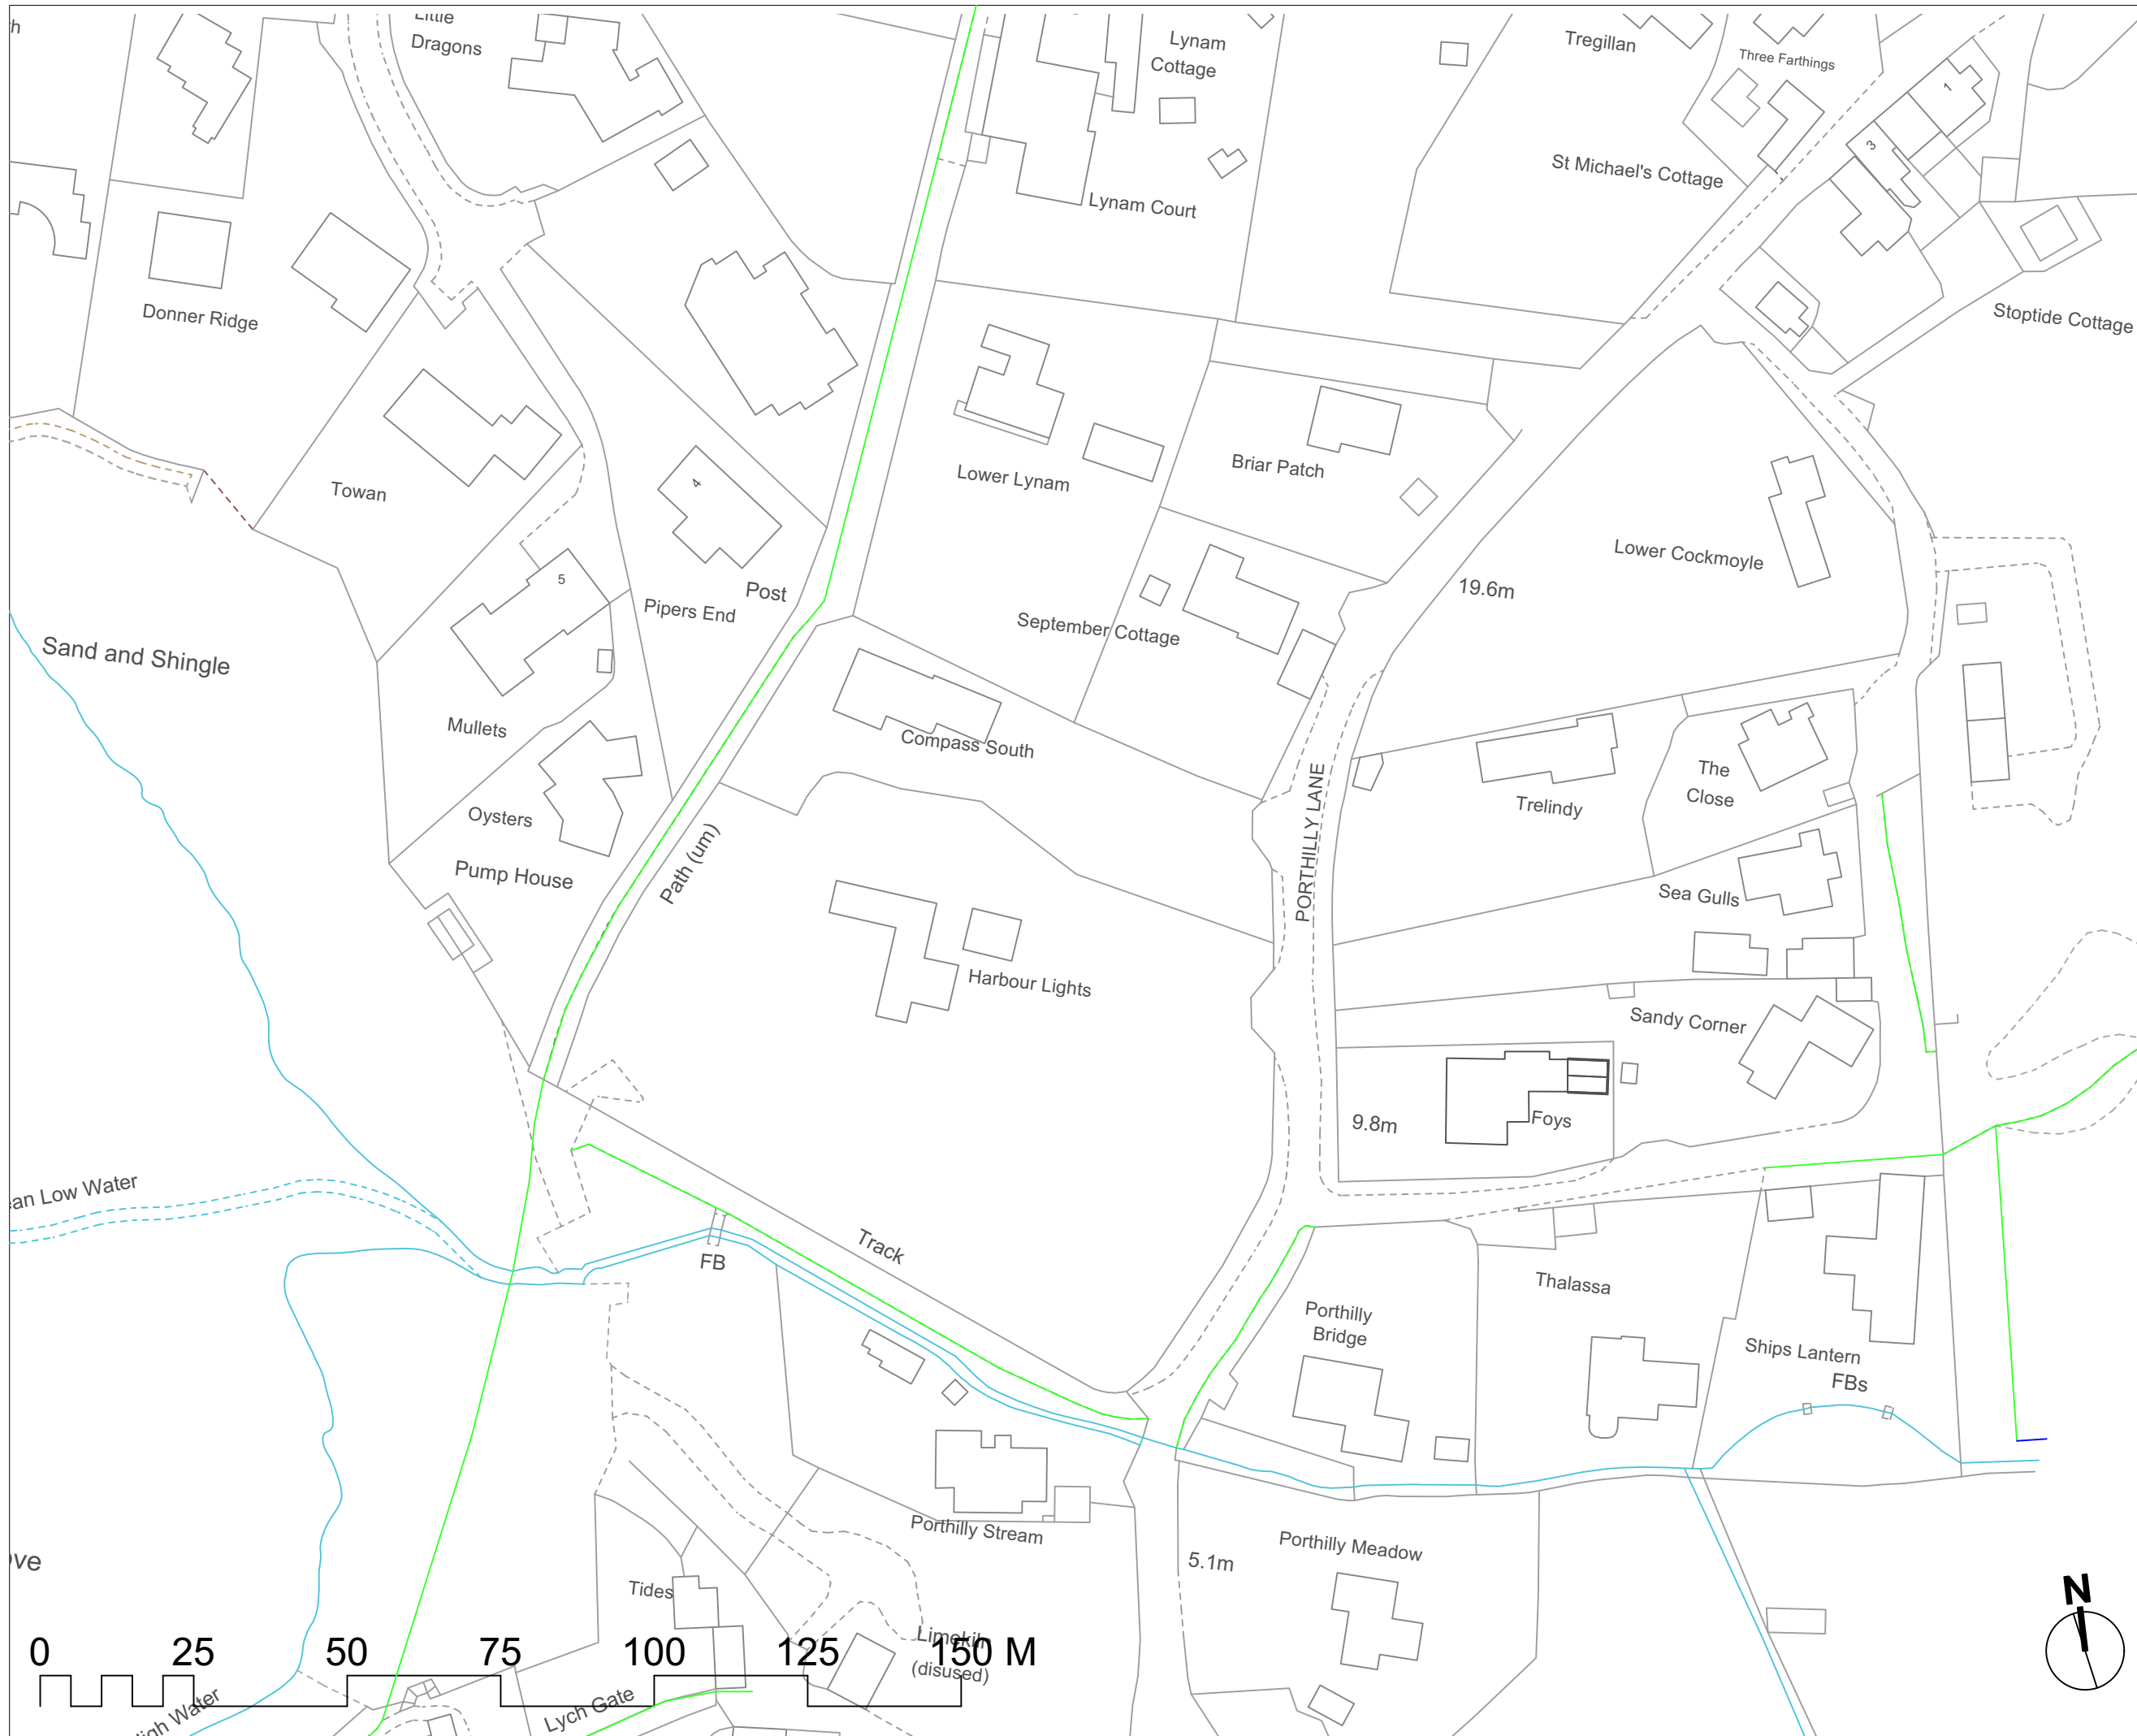 Little
Dragons
Lynam
Cottage
Tregillan
Three Farthings
1
3
St Michael's Cottage
Lynam Court
Donner Ridge
Stoptide Cottage
Towan
4
Lower Lynam
Briar Patch
Lower Cockmoyle
19.6m
5
Post
Pipers End
September Cottage
Sand and Shingle
Mullets
Compass South
The
Close
Trelindy
PORTHILLY LANE
Oysters
Path (um)
Pump House
Sea Gulls
Harbour Lights
Sandy Corner
9.8m
Foys
an Low Water
Track
FB
Thalassa
Porthilly
Bridge
Ships Lantern
FBs
Porthilly Stream
Porthilly Meadow
5.1m
Tides
Limekiln
(disused)
0 25 50 75 100 125 150 M
Lych Gate
High Water
N